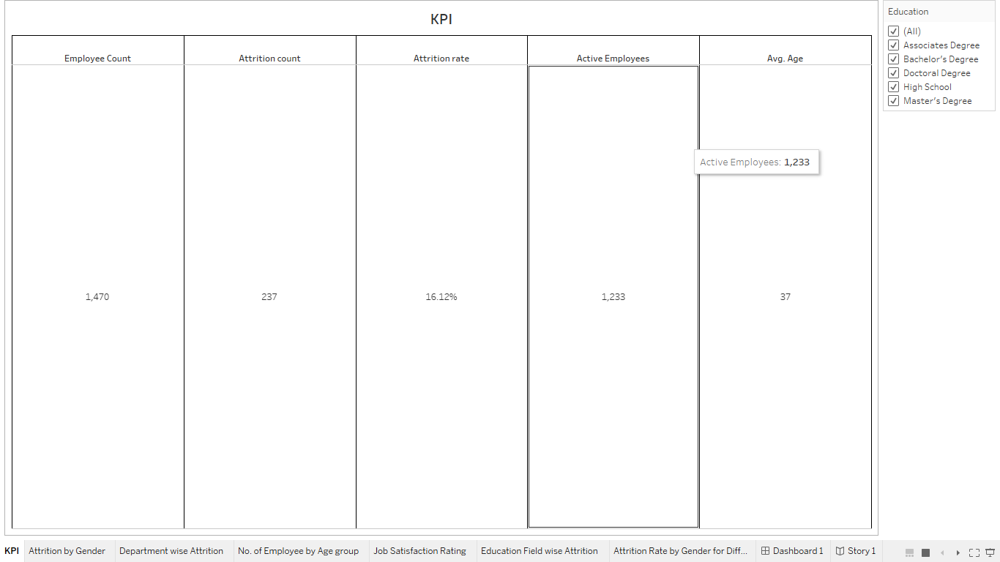 KPI
Employee Count Attrition count Attrition rate Active Employees Avg. Age
Active Employees: 1,233
1,470 237 16.12% 1,233 37
Education
(All)
Associates Degree
Bachelor's Degree
Doctoral Degree
High School
Master's Degree
KPI Attrition by Gender Department wise Attrition No. of Employee by Age group Job Satisfaction Rating Education Field wise Attrition Attrition Rate by Gender for Diff... Dashboard 1 Story 1